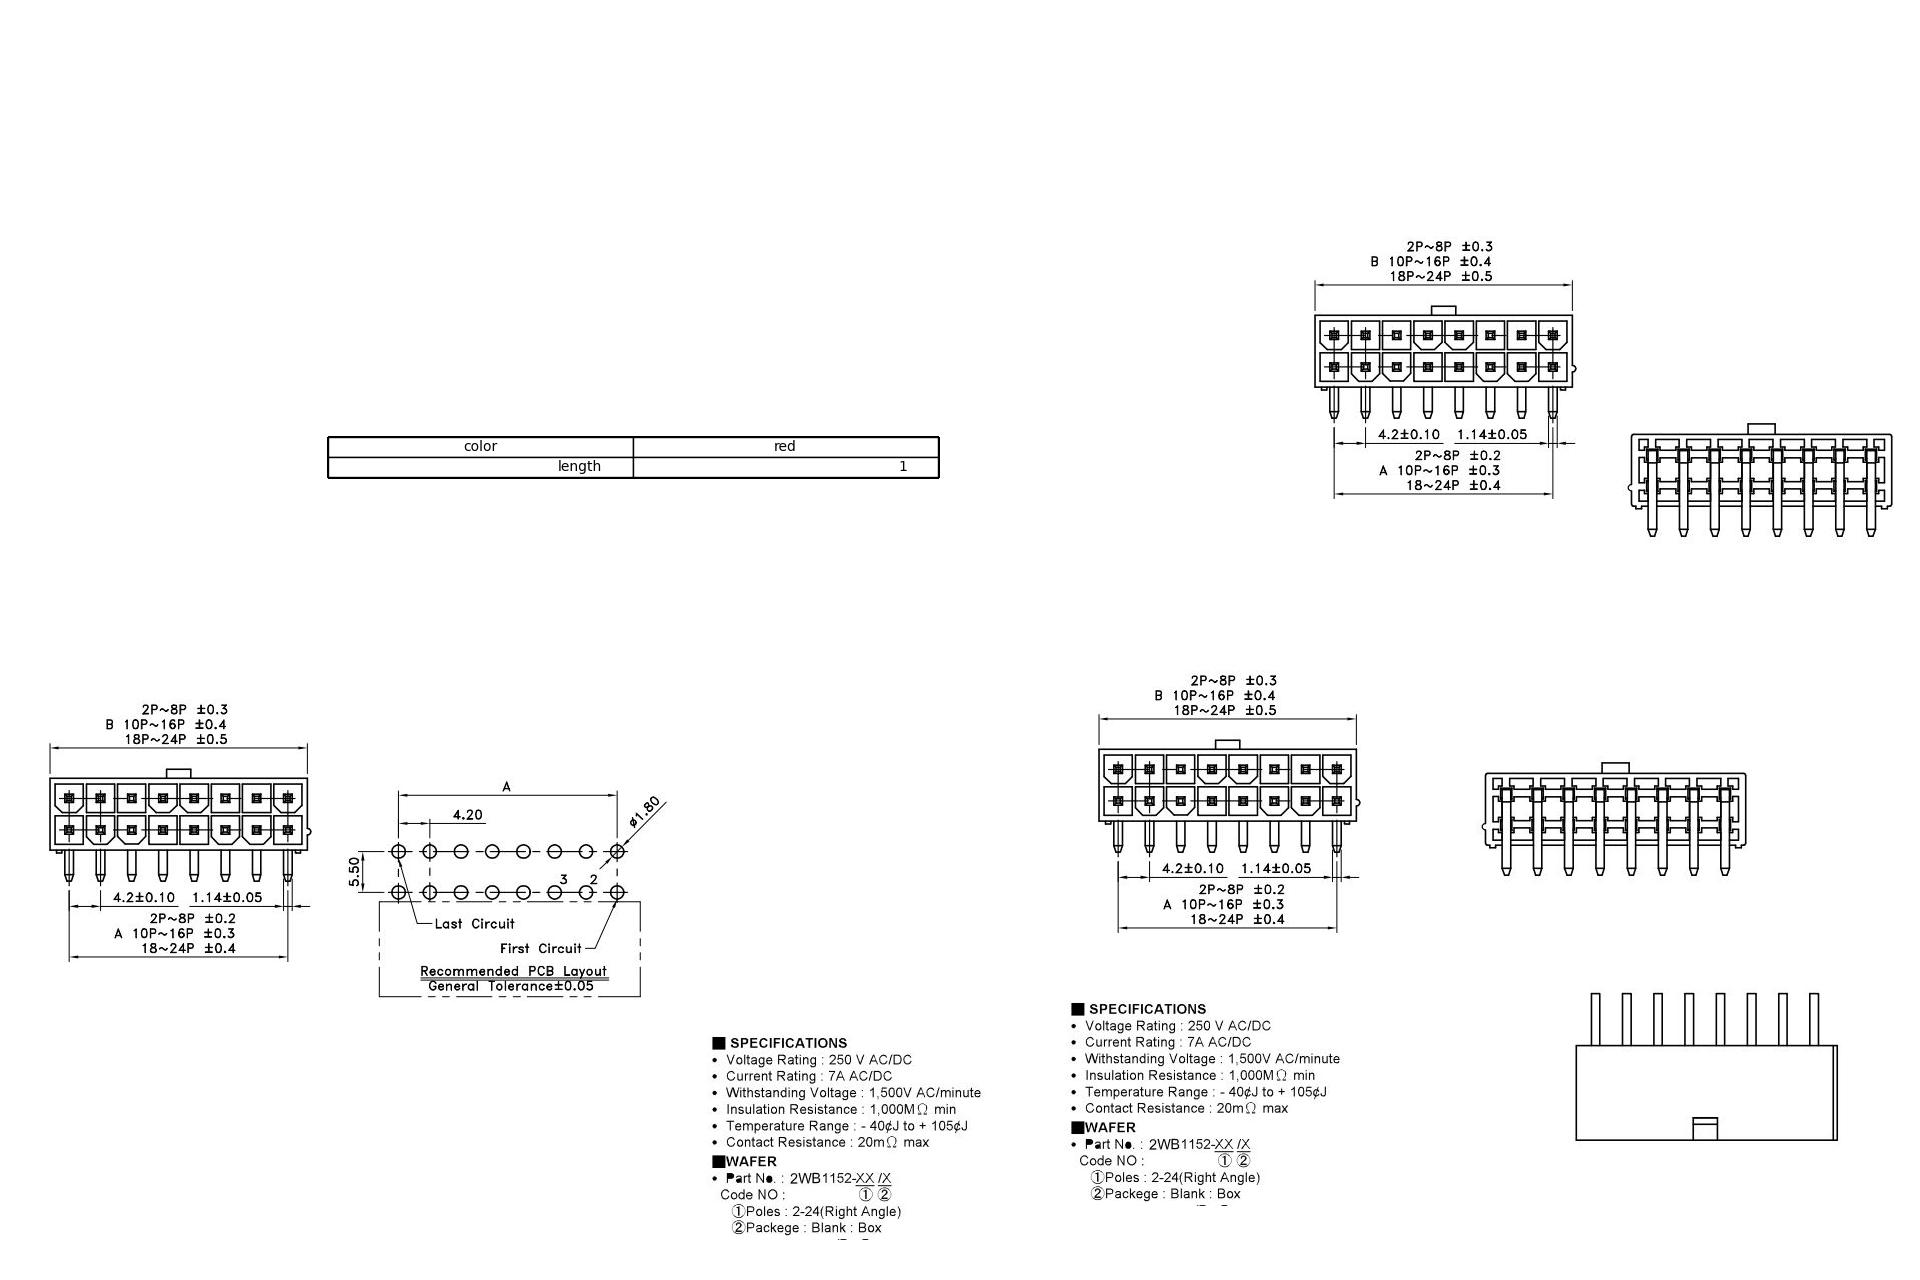 2P~8P ±0.3
B 10P~16P ±0.4
18P~24P ±0.5
4.2±0.10 1.14±0.05
2P~8P ±0.2
A 10P~16P ±0.3
18~24P ±0.4
color red
length 1
2P~8P ±0.3
B 10P~16P ±0.4
18P~24P ±0.5
4.2±0.10 1.14±0.05
2P~8P ±0.2
A 10P~16P ±0.3
18~24P ±0.4
A
4.20
ø1.80
5.50
3 2
Last Circuit
First Circuit
Recommended PCB Layout
General Tolerance±0.05
2P~8P ±0.3
B 10P~16P ±0.4
18P~24P ±0.5
4.2±0.10 1.14±0.05
2P~8P ±0.2
A 10P~16P ±0.3
18~24P ±0.4
■ SPECIFICATIONS
• Voltage Rating : 250 V AC/DC
• Current Rating : 7A AC/DC
• Withstanding Voltage : 1,500V AC/minute
• Insulation Resistance : 1,000MΩ min
• Temperature Range : - 40¢J to + 105¢J
• Contact Resistance : 20mΩ max
■WAFER
• Part No. : 2WB1152-XX /X
Code NO : ① ②
①Poles : 2-24(Right Angle)
②Packege : Blank : Box
■ SPECIFICATIONS
• Voltage Rating : 250 V AC/DC
• Current Rating : 7A AC/DC
• Withstanding Voltage : 1,500V AC/minute
• Insulation Resistance : 1,000MΩ min
• Temperature Range : - 40¢J to + 105¢J
• Contact Resistance : 20mΩ max
■WAFER
• Part No. : 2WB1152-XX /X
Code NO : ① ②
①Poles : 2-24(Right Angle)
②Packege : Blank : Box